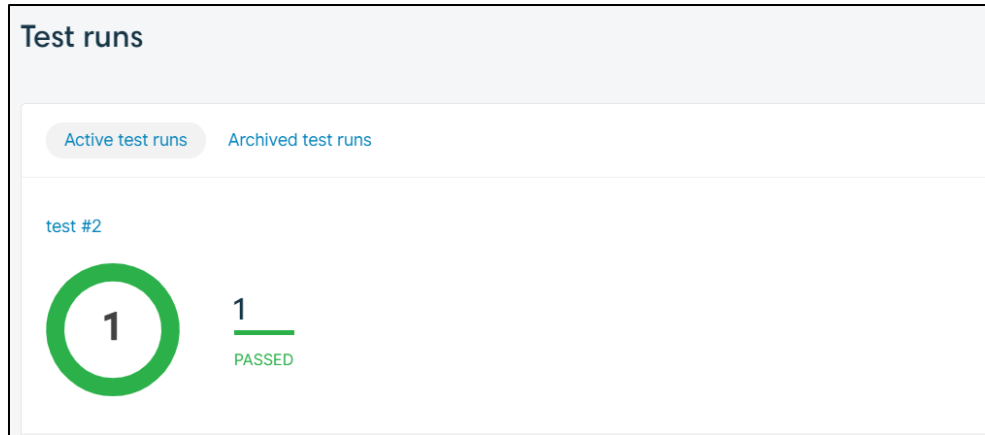 Test runs
Active test runs Archived test runs
test #2
1
1
PASSED